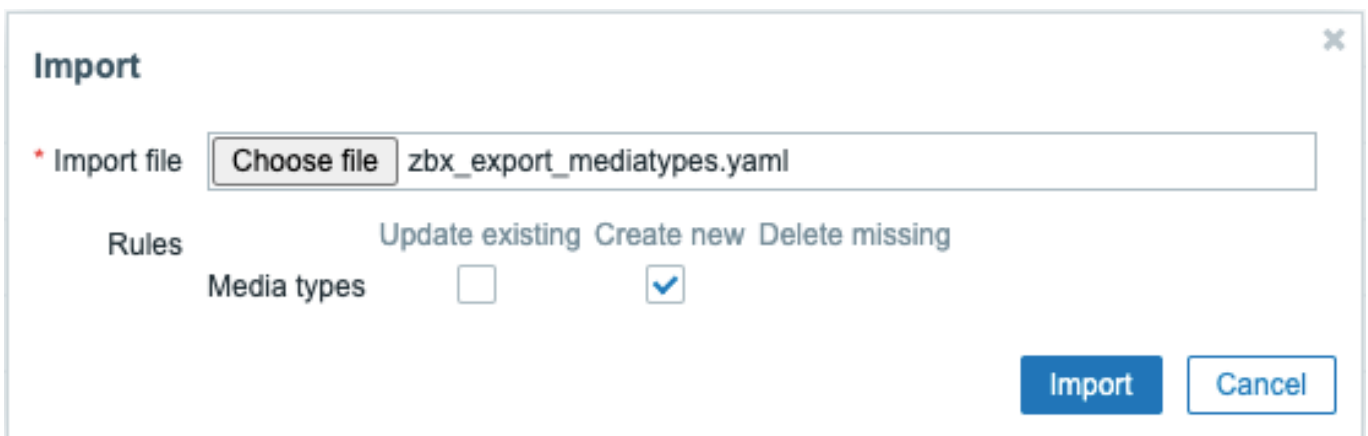 Import
* Import file Choose file zbx_export_mediatypes.yaml
Rules Update existing Create new Delete missing
Media types
Import Cancel